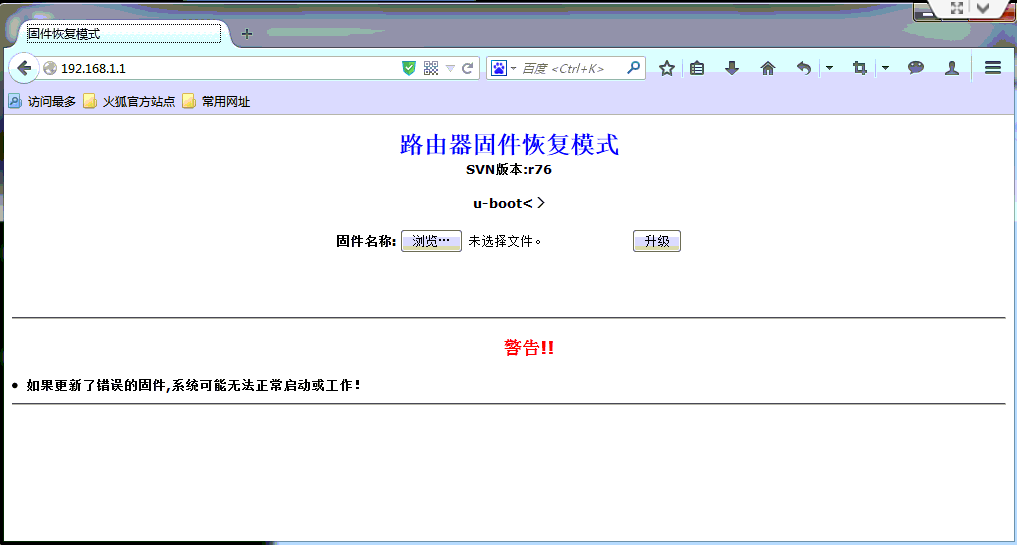 固件恢复模式
192.168.1.1
百度 <Ctrl+K>
访问最多 火狐官方站点 常用网址
路由器固件恢复模式
SVN版本:r76
u-boot< >
固件名称: 浏览… 未选择文件。 升级
警告!!
• 如果更新了错误的固件,系统可能无法正常启动或工作!